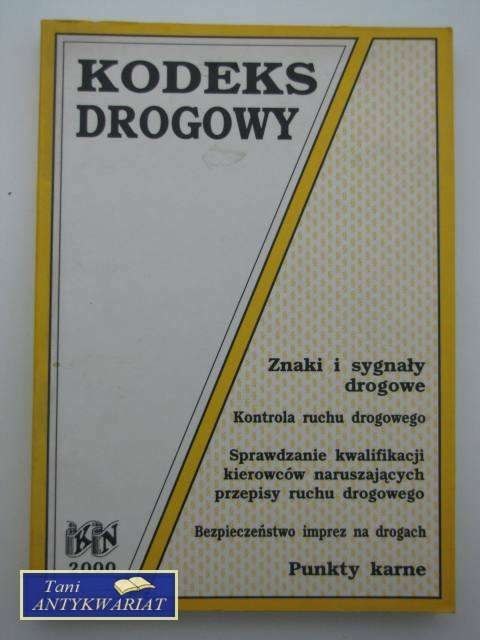 KODEKS
DROGOWY
Znaki i sygnały
drogowe
Kontrola ruchu drogowego
Sprawdzanie kwalifikacji
kierowców naruszających
przepisy ruchu drogowego
Bezpieczeństwo imprez na drogach
Punkty karne
Tani
ANTYKWARIAT